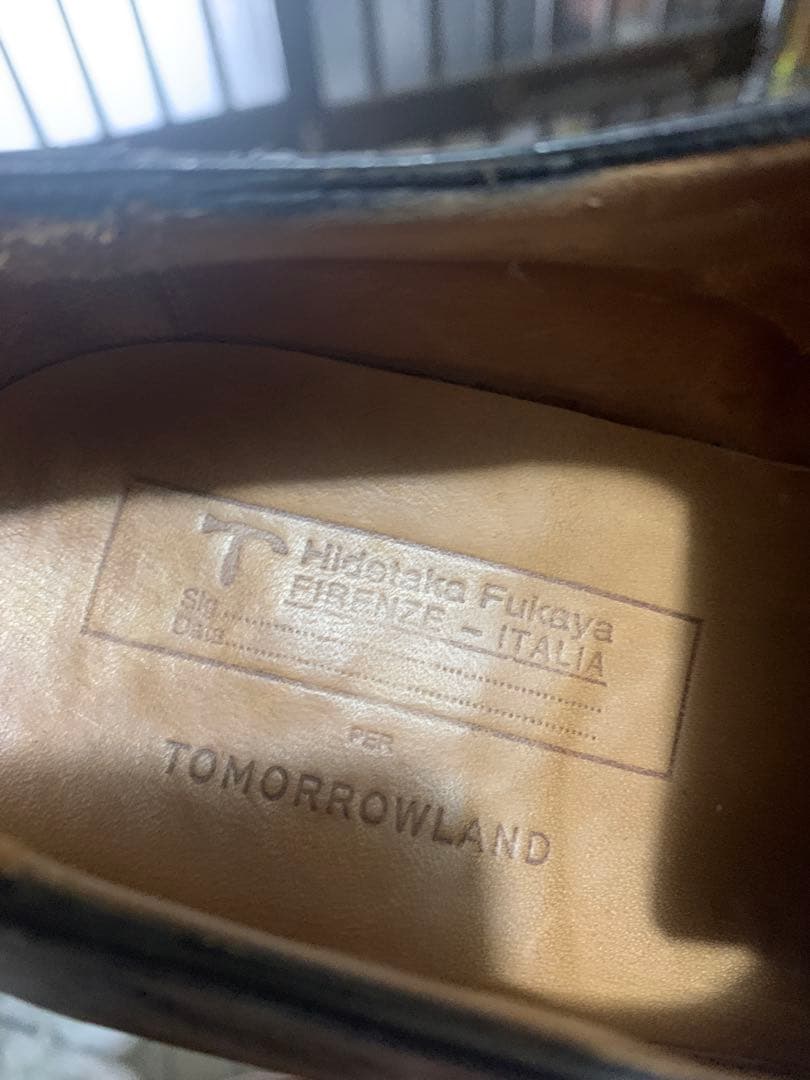 Hidetaka Fukaya
FIRENZE - ITALIA
Sig.
Data
PER
TOMORROWLAND